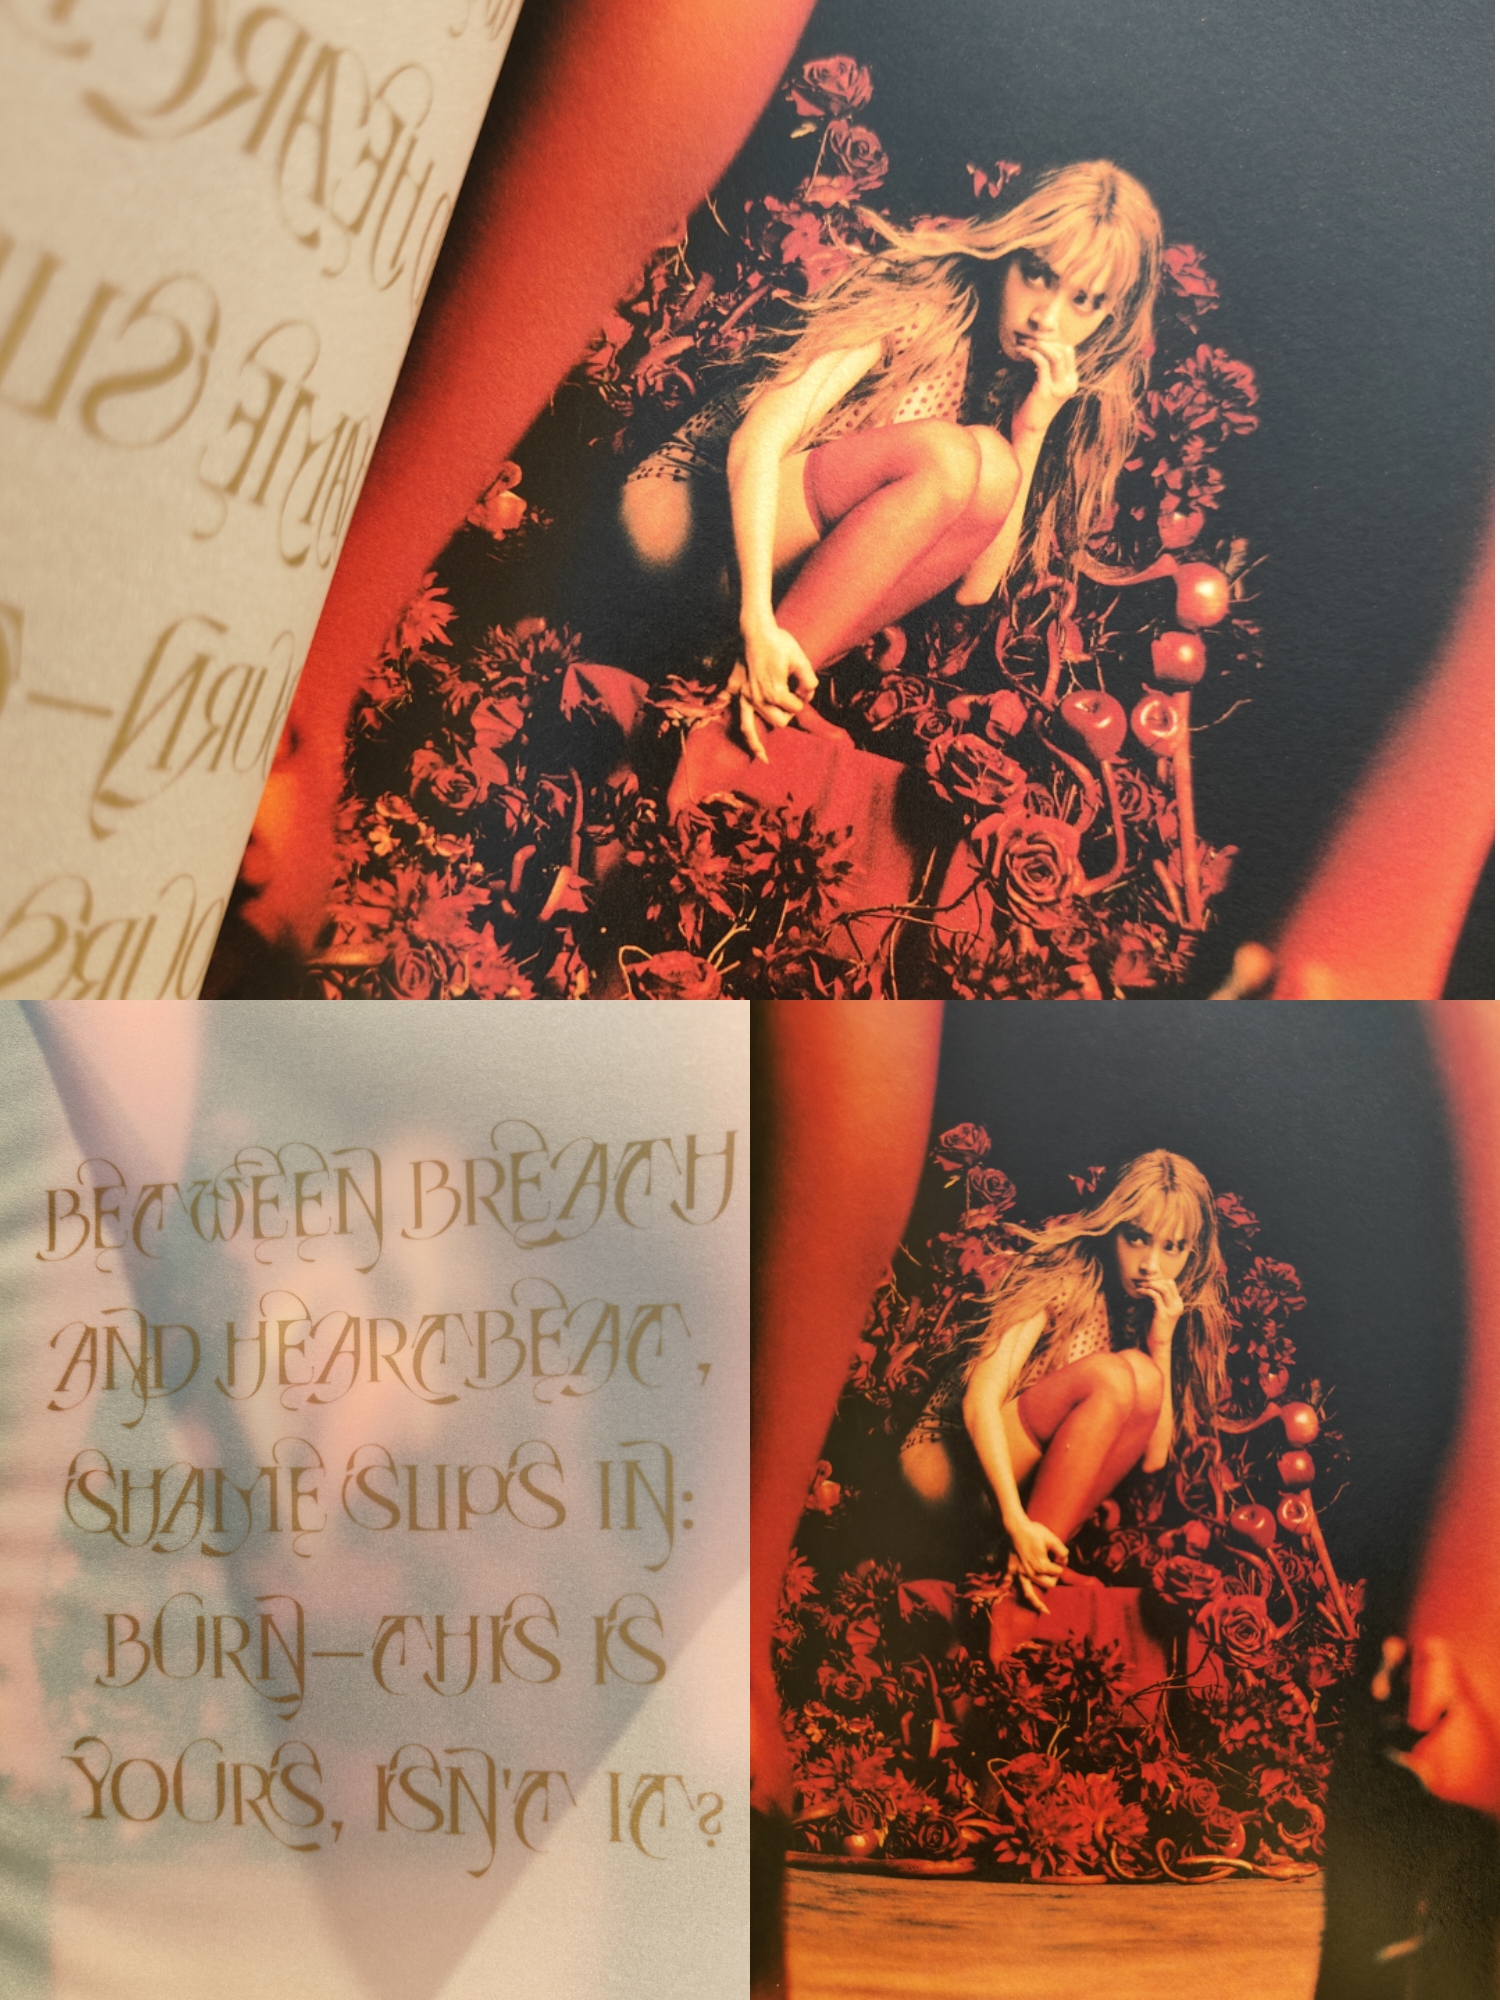 BETWEEN BREATH
AND HEARTBEAT,
SHAME SLIPS IN:
BURN—THIS IS
YOURS, ISN'T IT?